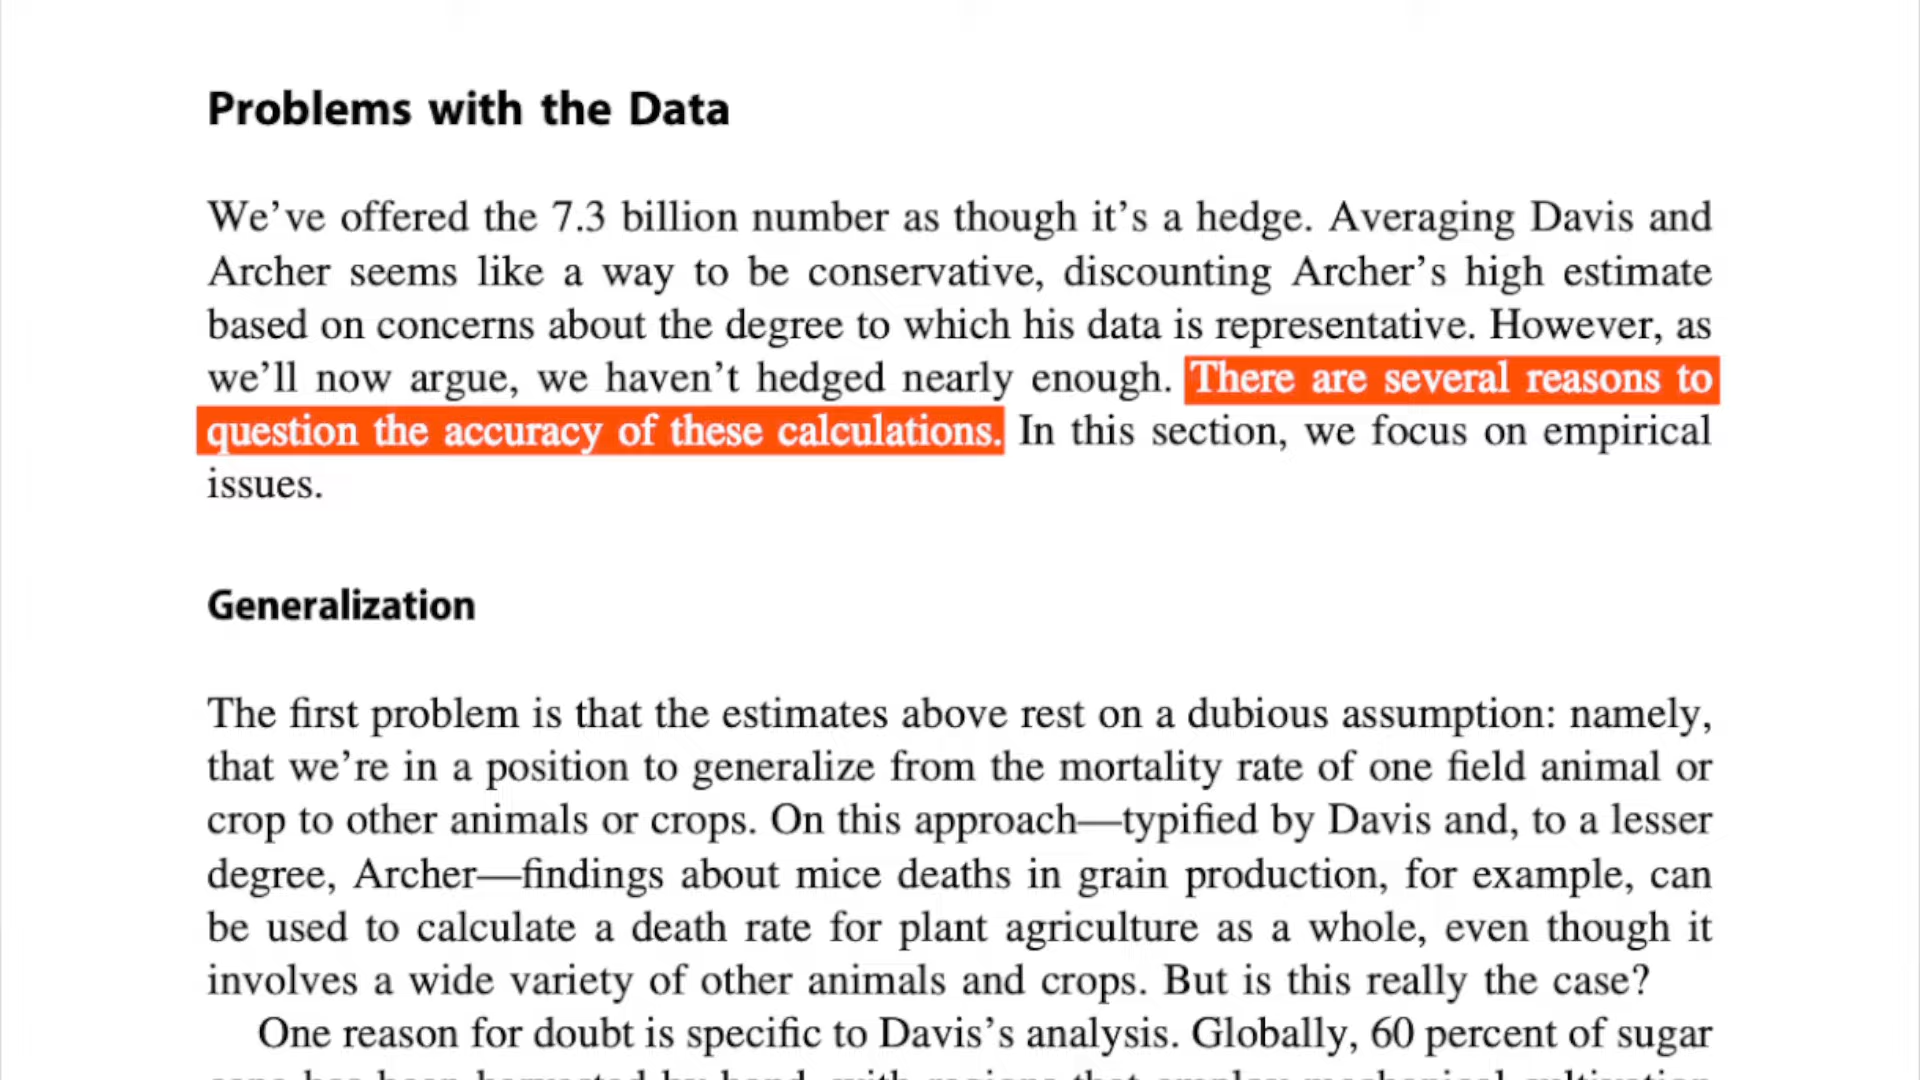 Problems with the Data
We've offered the 7.3 billion number as though it's a hedge. Averaging Davis and
Archer seems like a way to be conservative, discounting Archer's high estimate
based on concerns about the degree to which his data is representative. However, as
we'll now argue, we haven't hedged nearly enough. There are several reasons to
question the accuracy of these calculations. In this section, we focus on empirical
issues.
Generalization
The first problem is that the estimates above rest on a dubious assumption: namely,
that we're in a position to generalize from the mortality rate of one field animal or
crop to other animals or crops. On this approach—typified by Davis and, to a lesser
degree, Archer—findings about mice deaths in grain production, for example, can
be used to calculate a death rate for plant agriculture as a whole, even though it
involves a wide variety of other animals and crops. But is this really the case?
One reason for doubt is specific to Davis's analysis. Globally, 60 percent of sugar